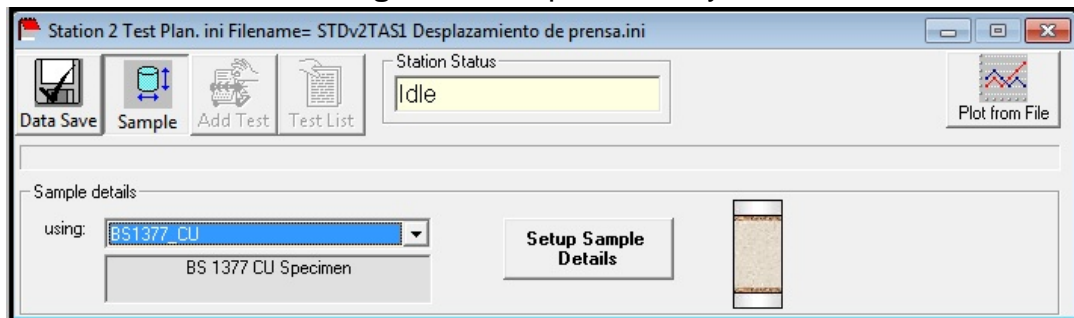 Station 2 Test Plan. ini Filename= STDv2TAS1 Desplazamiento de prensa.ini
Data Save
Sample
Add Test
Test List
Station Status
Idle
Plot from File
Sample details
using:
BS1377_CU
BS 1377 CU Specimen
Setup Sample
Details